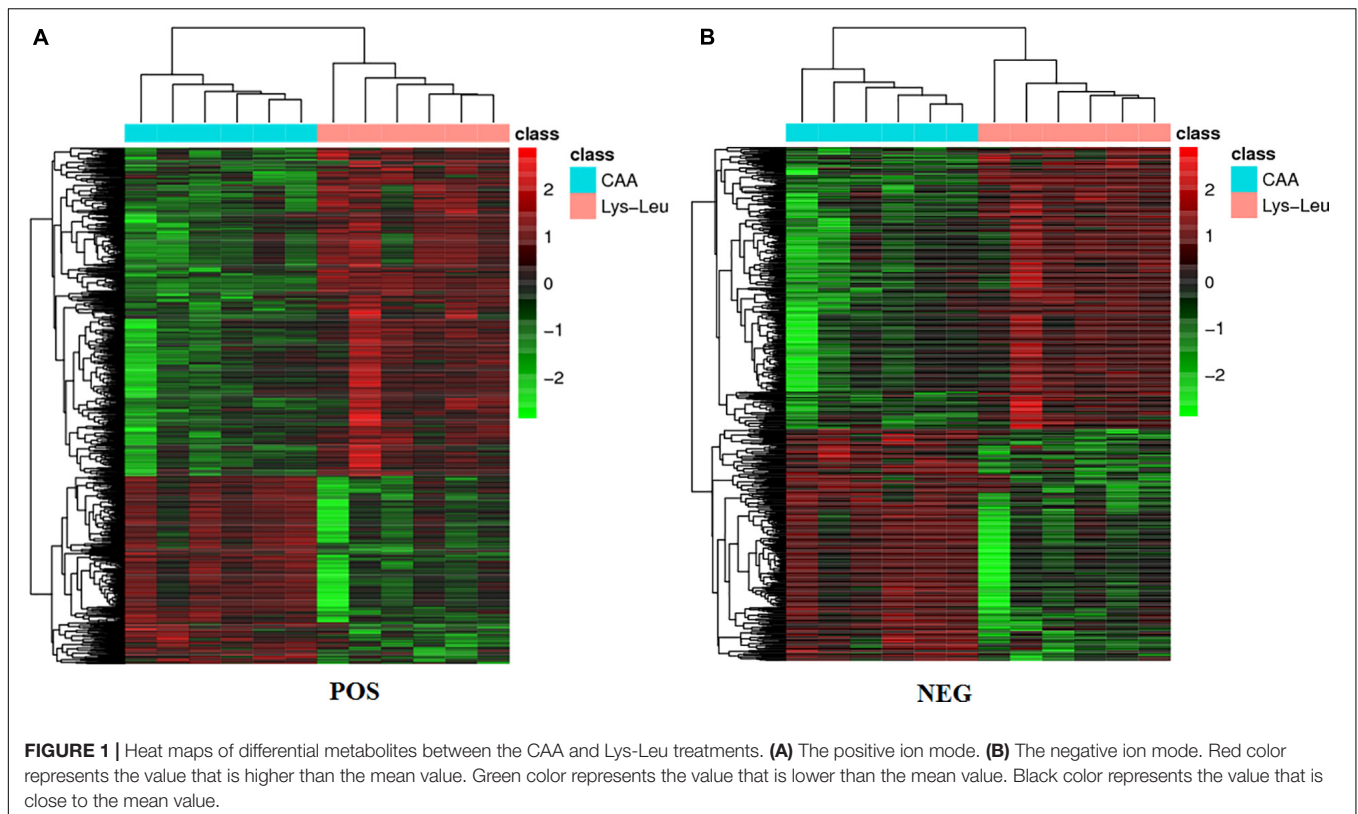 A
class
2
1
0
−1
−2
class
CAA
Lys−Leu
POS
B
class
2
1
0
−1
−2
class
CAA
Lys−Leu
NEG
FIGURE 1 | Heat maps of differential metabolites between the CAA and Lys-Leu treatments. (A) The positive ion mode. (B) The negative ion mode. Red color
represents the value that is higher than the mean value. Green color represents the value that is lower than the mean value. Black color represents the value that is
close to the mean value.